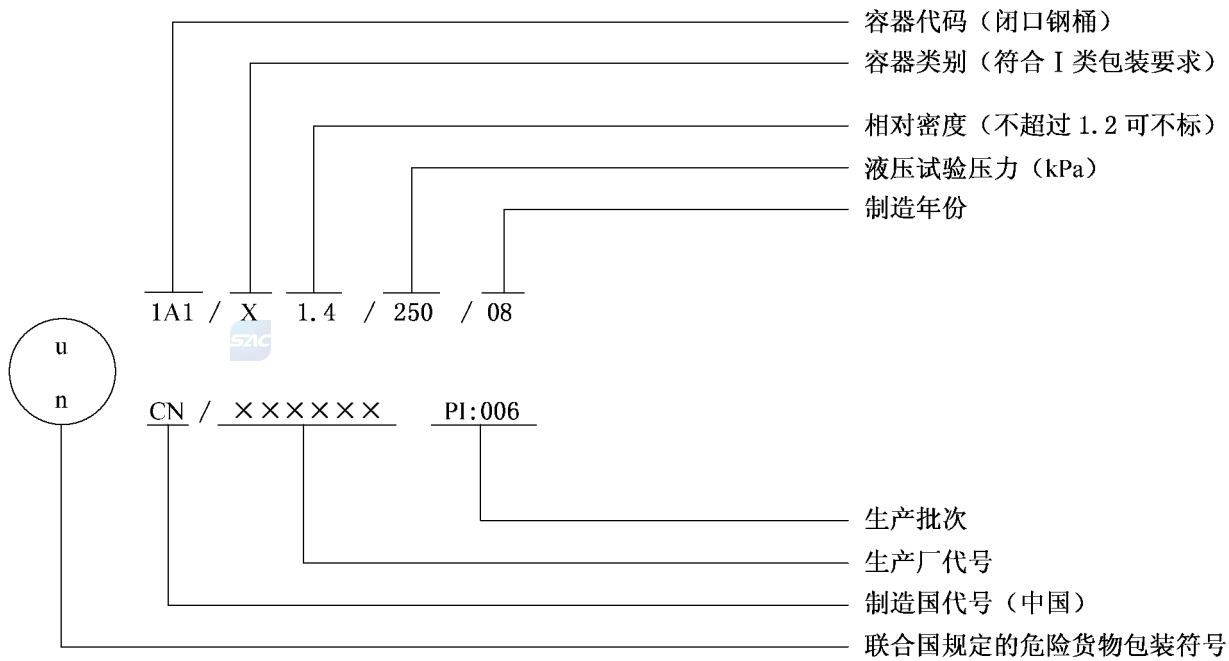 容器代码（闭口钢桶）
容器类别（符合Ⅰ类包装要求）
相对密度（不超过1.2可不标）
液压试验压力（kPa）
制造年份
1A1 / X 1.4 / 250 / 08
SAC
u
n
CN / ×××××× PI:006
生产批次
生产厂代号
制造国代号（中国）
联合国规定的危险货物包装符号